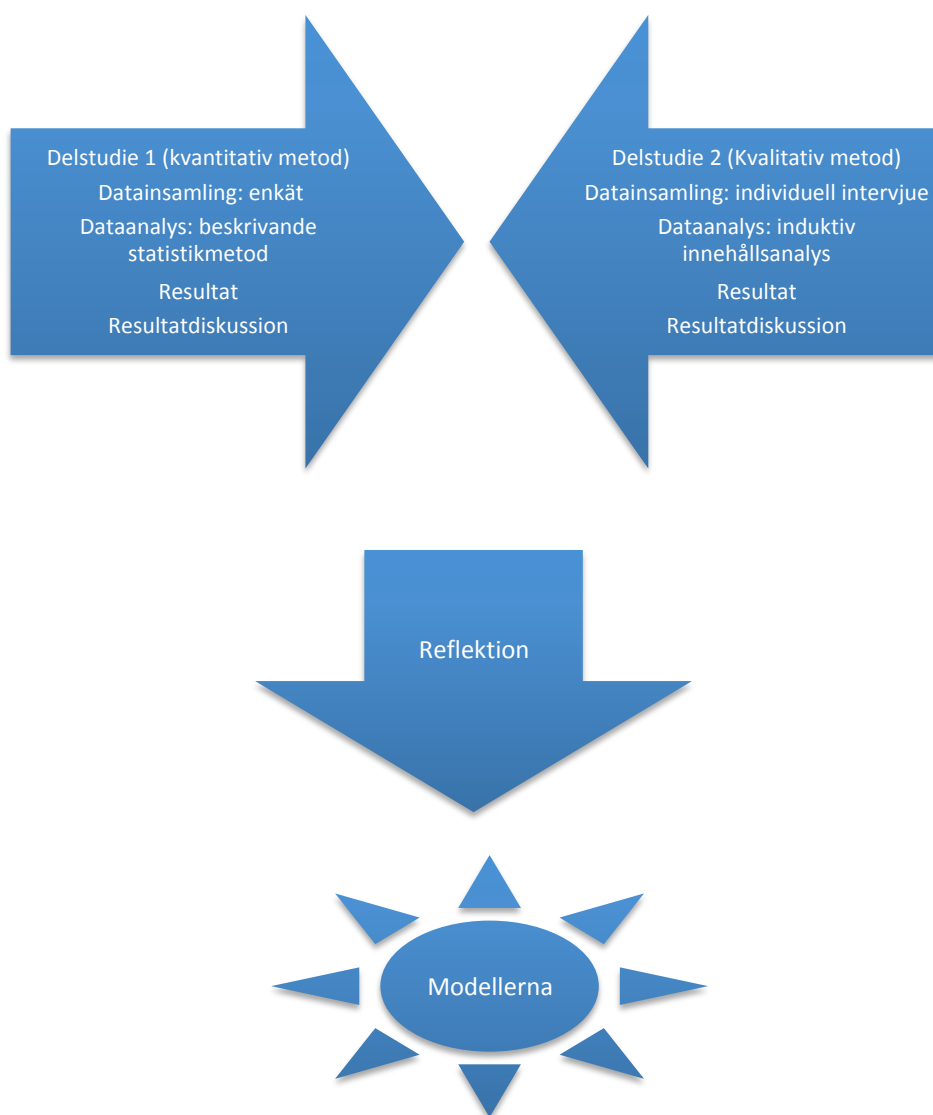 Delstudie 1 (kvantitativ metod)
Datainsamling: enkät
Dataanalys: beskrivande
statistikmetod
Resultat
Resultatdiskussion
Delstudie 2 (Kvalitativ metod)
Datainsamling: individuell intervjue
Dataanalys: induktiv
innehållsanalys
Resultat
Resultatdiskussion
Reflektion
Modellerna